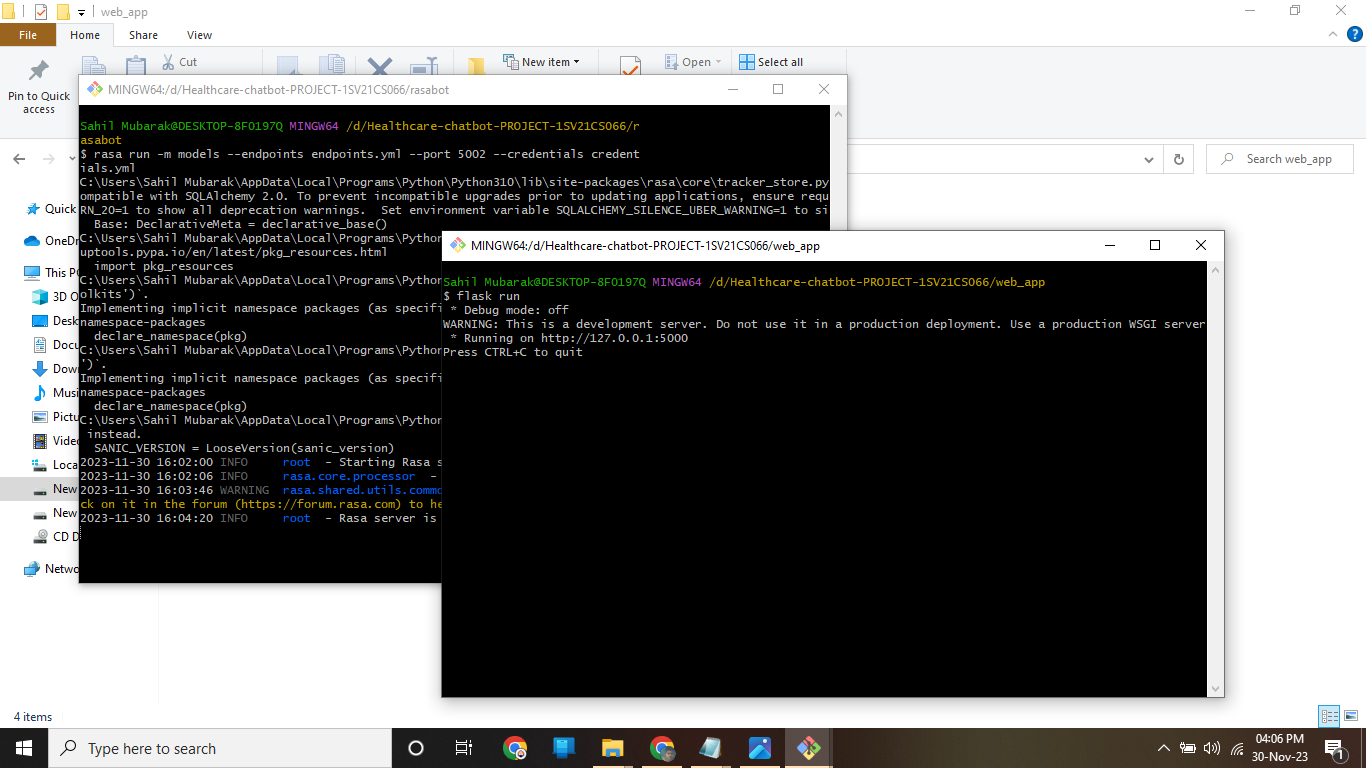 web_app
File
Home
Share
View
Pin to Quick
access
Cut
New item
Open
Select all
Search web_app
Quick
OneDr
This PC
3D O
Desk
Docu
Down
Musi
Pictu
Video
Loca
New
New
CD D
Netwo
4 items
MINGW64:/d/Healthcare-chatbot-PROJECT-1SV21CS066/rasabot
Sahil Mubarak@DESKTOP-8F0197Q MINGW64 /d/Healthcare-chatbot-PROJECT-1SV21CS066/r
asabot
$ rasa run -m models --endpoints endpoints.yml --port 5002 --credentials credent
ials.yml
C:\Users\Sahil Mubarak\AppData\Local\Programs\Python\Python310\lib\site-packages\rasa\core\tracker_store.py
ompatible with SQLAlchemy 2.0. To prevent incompatible upgrades prior to updating applications, ensure requ
RN_20=1 to show all deprecation warnings.  Set environment variable SQLALCHEMY_SILENCE_UBER_WARNING=1 to si
Base: DeclarativeMeta = declarative_base()
C:\Users\Sahil Mubarak\AppData\Local\Programs\Python
uptools.pypa.io/en/latest/pkg_resources.html
import pkg_resources
C:\Users\Sahil Mubarak\AppData\Local\Programs\Python
olkits')`.
Implementing implicit namespace packages (as specifi
namespace-packages
declare_namespace(pkg)
C:\Users\Sahil Mubarak\AppData\Local\Programs\Python
')`.
Implementing implicit namespace packages (as specifi
namespace-packages
declare_namespace(pkg)
C:\Users\Sahil Mubarak\AppData\Local\Programs\Python
instead.
SANIC_VERSION = LooseVersion(sanic_version)
2023-11-30 16:02:00 INFO root - Starting Rasa s
2023-11-30 16:02:06 INFO rasa.core.processor -
2023-11-30 16:03:46 WARNING rasa.shared.utils.commo
ck on it in the forum (https://forum.rasa.com) to he
2023-11-30 16:04:20 INFO root - Rasa server is
MINGW64:/d/Healthcare-chatbot-PROJECT-1SV21CS066/web_app
Sahil Mubarak@DESKTOP-8F0197Q MINGW64 /d/Healthcare-chatbot-PROJECT-1SV21CS066/web_app
$ flask run
* Debug mode: off
WARNING: This is a development server. Do not use it in a production deployment. Use a production WSGI server
* Running on http://127.0.0.1:5000
Press CTRL+C to quit
Type here to search
04:06 PM
30-Nov-23
1